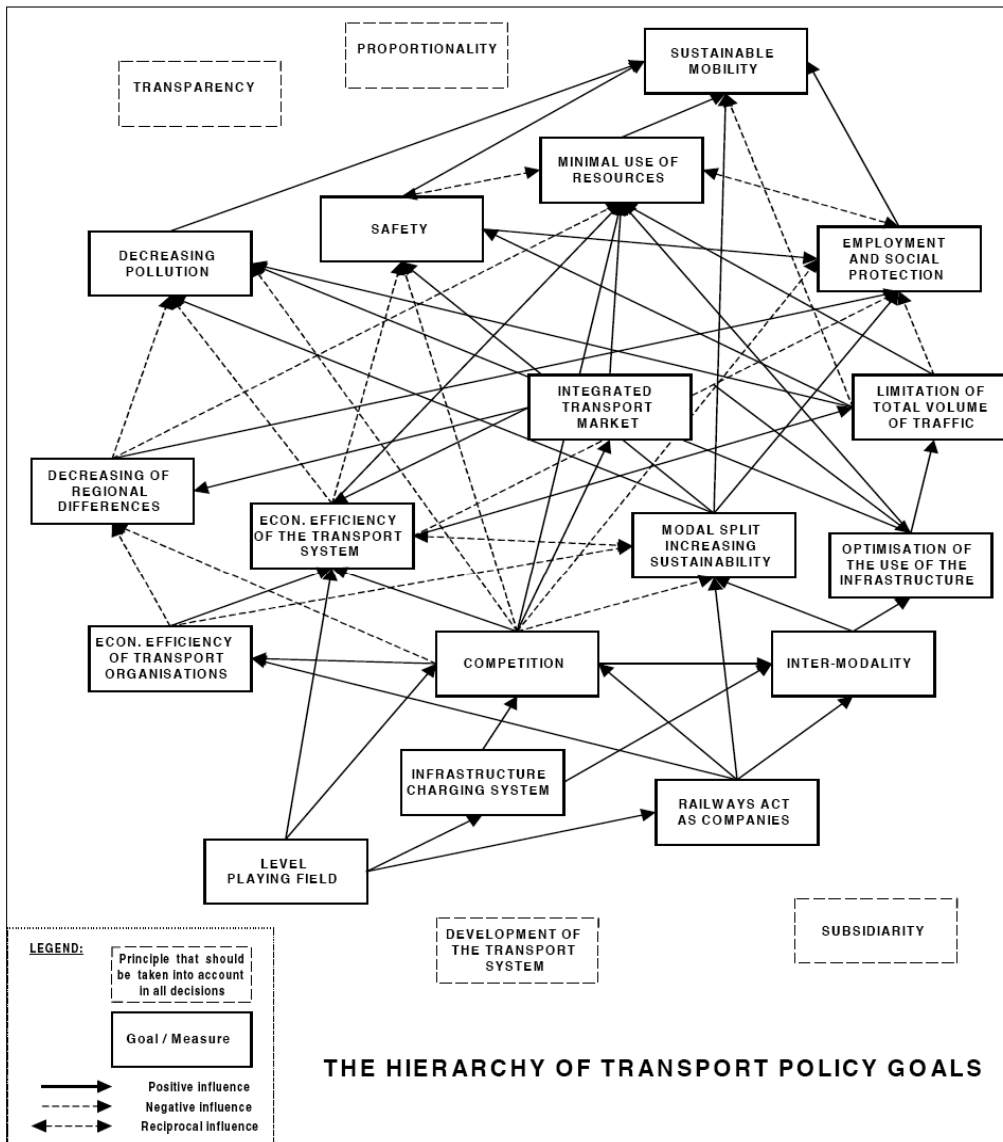 PROPORTIONALITY
SUSTAINABLE
MOBILITY
TRANSPARENCY
MINIMAL USE OF
RESOURCES
SAFETY
DECREASING
POLLUTION
EMPLOYMENT
AND SOCIAL
PROTECTION
INTEGRATED
TRANSPORT
MARKET
LIMITATION OF
TOTAL VOLUME
OF TRAFFIC
DECREASING OF
REGIONAL
DIFFERENCES
ECON. EFFICIENCY
OF THE TRANSPORT
SYSTEM
MODAL SPLIT
INCREASING
SUSTAINABILITY
OPTIMISATION OF
THE USE OF THE
INFRASTRUCTURE
ECON. EFFICIENCY
OF TRANSPORT
ORGANISATIONS
COMPETITION
INTER-MODALITY
INFRASTRUCTURE
CHARGING SYSTEM
RAILWAYS ACT
AS COMPANIES
LEVEL
PLAYING FIELD
DEVELOPMENT OF
THE TRANSPORT
SYSTEM
SUBSIDIARITY
LEGEND:
Principle that should
be taken into account
in all decisions
Goal / Measure
Positive influence
Negative influence
Reciprocal influence
THE HIERARCHY OF TRANSPORT POLICY GOALS